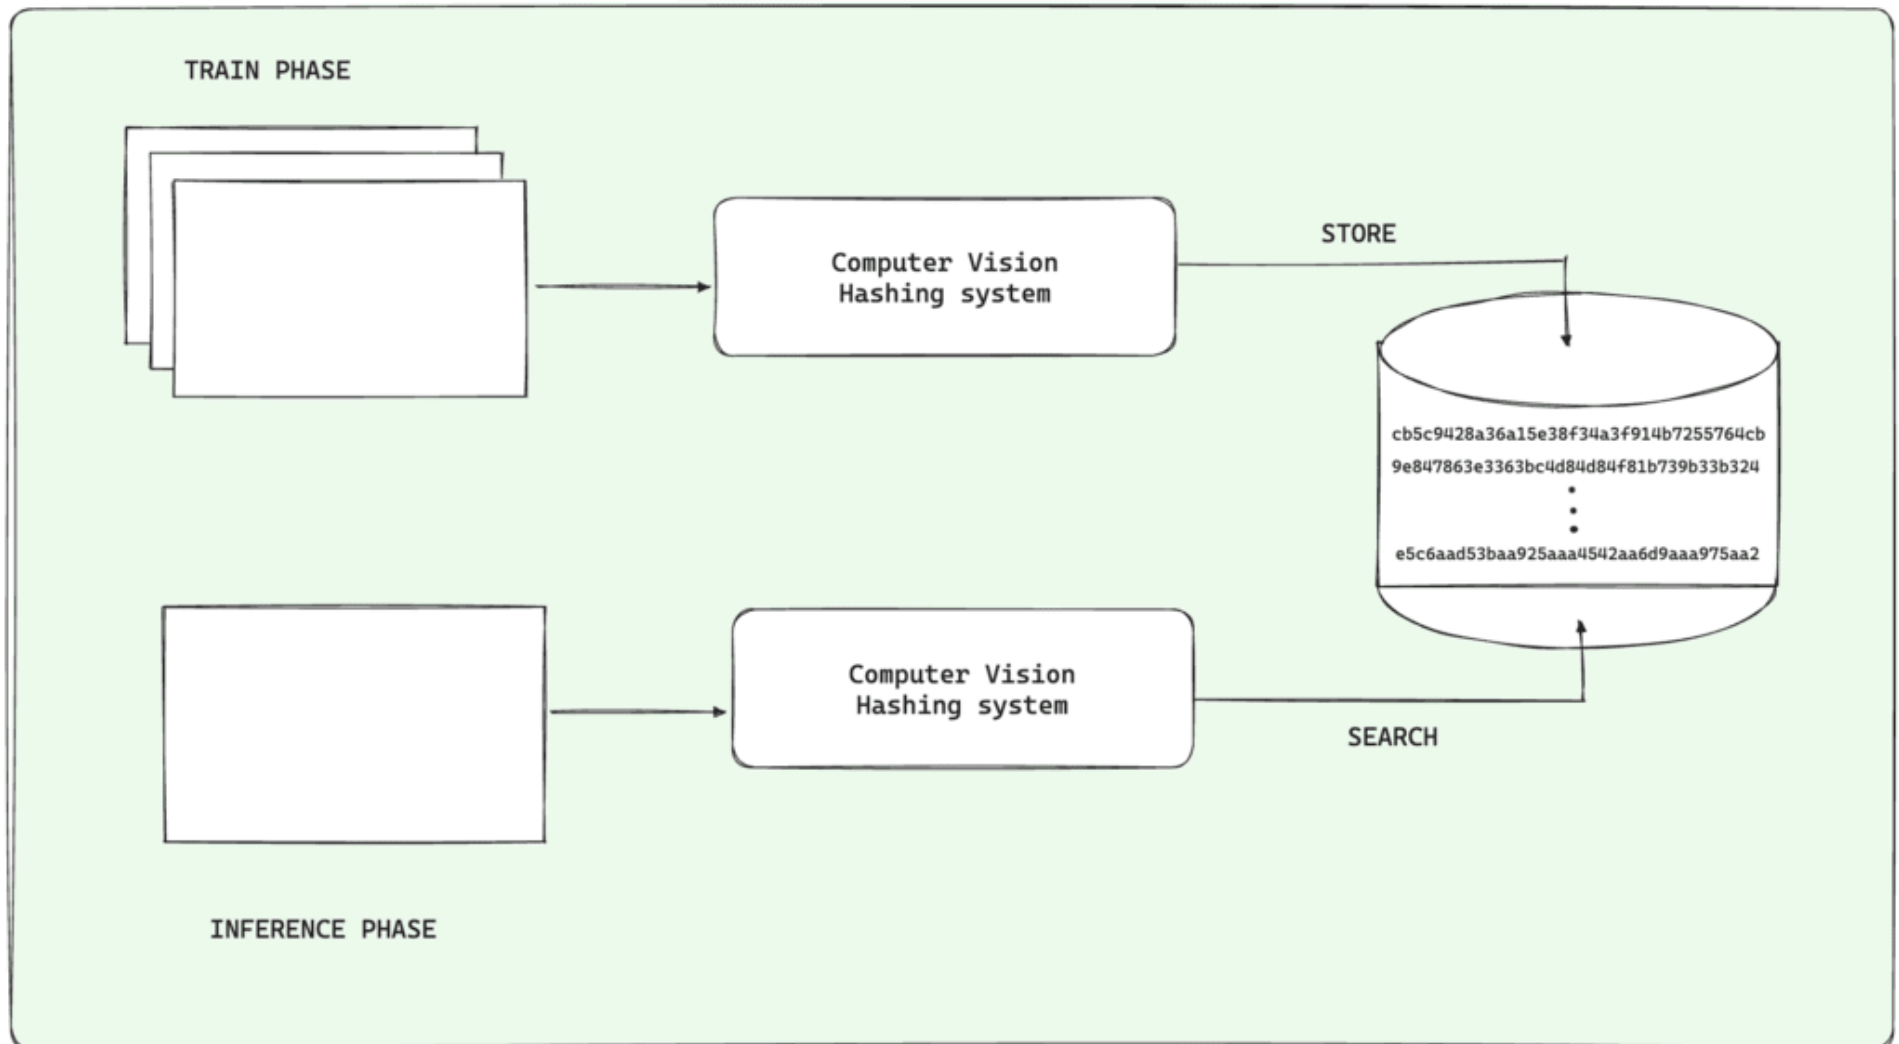 TRAIN PHASE
Computer Vision
Hashing system
STORE
cb5c9428a36a15e38f34a3f914b7255764cb
9e847863e3363bc4d84d84f81b739b33b324
e5c6aad53baa925aaa4542aa6d9aaa975aa2
Computer Vision
Hashing system
SEARCH
INFERENCE PHASE